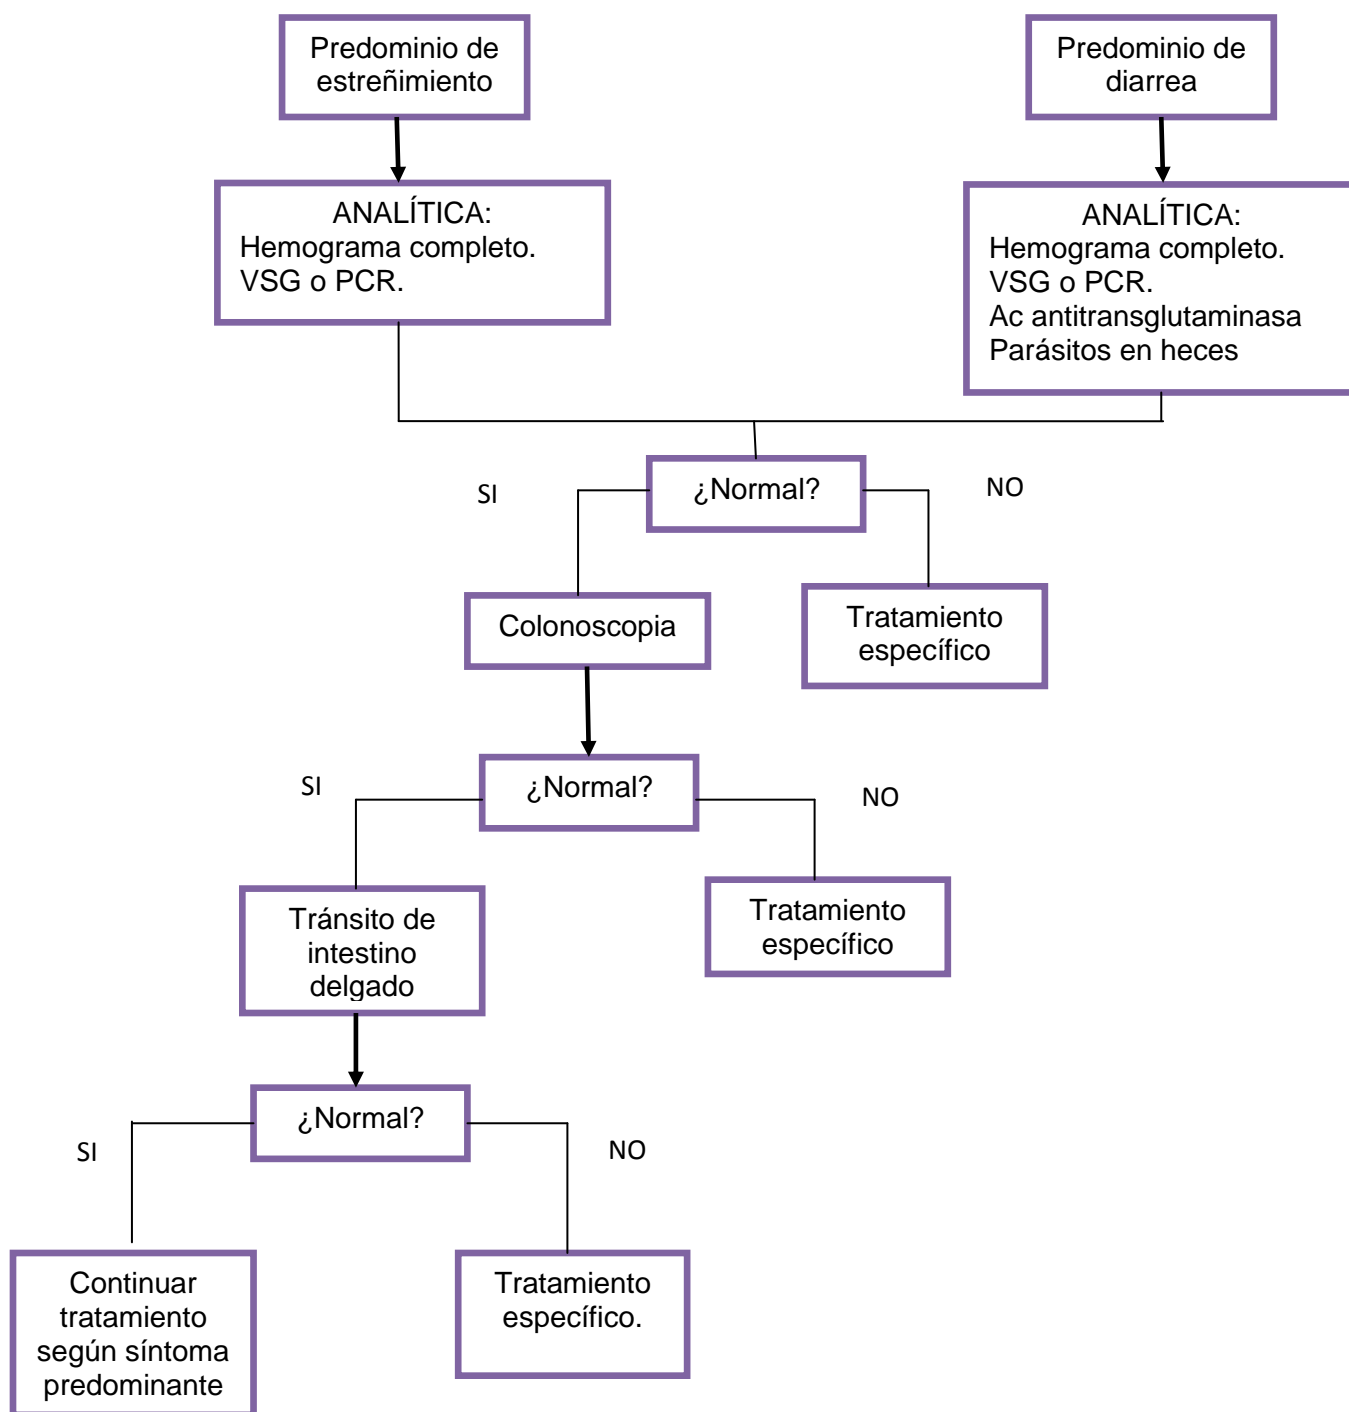 Predominio de
estreñimiento
Predominio de
diarrea
ANALÍTICA:
Hemograma completo.
VSG o PCR.
ANALÍTICA:
Hemograma completo.
VSG o PCR.
Ac antitransglutaminasa
Parásitos en heces
SI
¿Normal?
NO
Colonoscopia
Tratamiento
específico
SI
¿Normal?
NO
Tránsito de
intestino
delgado
Tratamiento
específico
SI
¿Normal?
NO
Continuar
tratamiento
según síntoma
predominante
Tratamiento
específico.